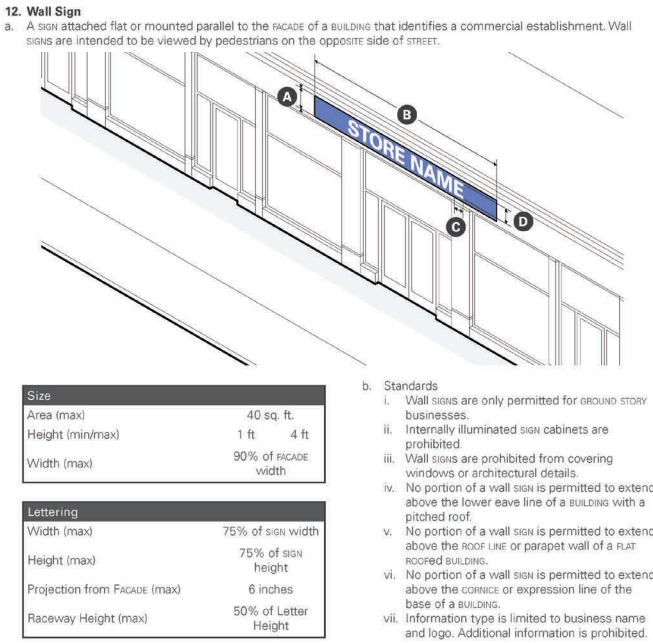 12. Wall Sign
a. A SIGN attached flat or mounted parallel to the FACADE of a BUILDING that identifies a commercial establishment. Wall
SIGNS are intended to be viewed by pedestrians on the opposite side of STREET.
A
B
STORE NAME
C
D
Size
Area (max) 40 sq. ft.
Height (min/max) 1 ft 4 ft
Width (max) 90% of FACADE
width
Lettering
Width (max) 75% of SIGN width
Height (max) 75% of SIGN
height
Projection from FACADE (max) 6 inches
Raceway Height (max) 50% of Letter
Height
b. Standards
i. Wall SIGNS are only permitted for GROUND STORY
businesses.
ii. Internally illuminated SIGN cabinets are
prohibited.
iii. Wall SIGNS are prohibited from covering
windows or architectural details.
iv. No portion of a wall SIGN is permitted to extend
above the lower eave line of a BUILDING with a
pitched roof.
v. No portion of a wall SIGN is permitted to extend
above the ROOF LINE or parapet wall of a FLAT
ROOFed BUILDING.
vi. No portion of a wall SIGN is permitted to extend
above the CORNICE or expression line of the
base of a BUILDING.
vii. Information type is limited to business name
and logo. Additional information is prohibited.